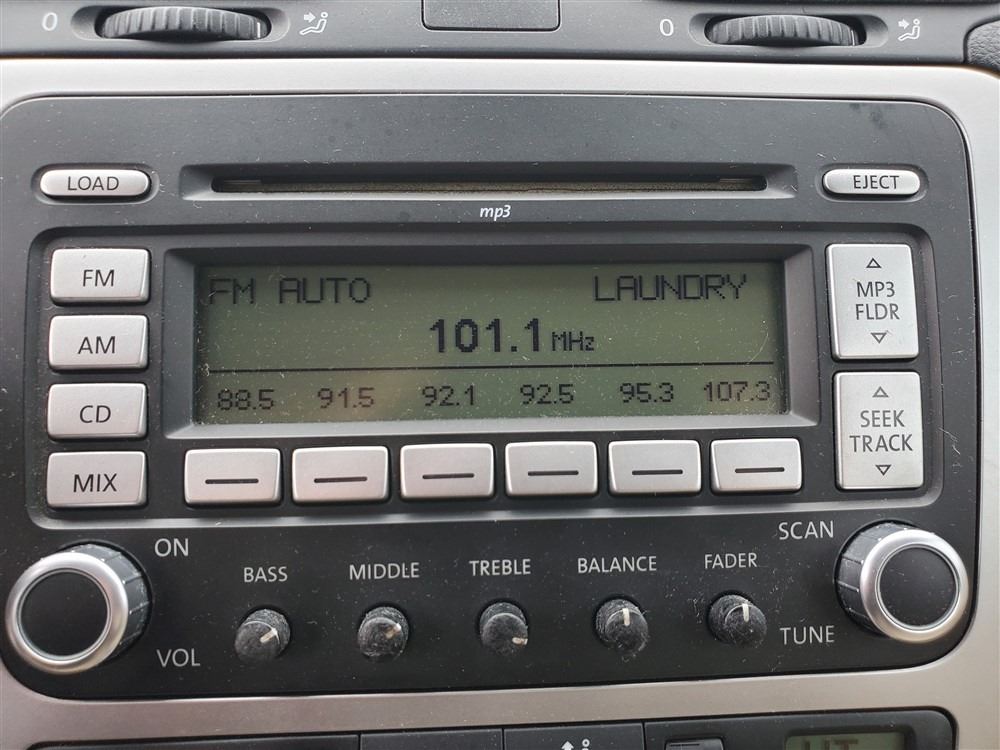 0 0
LOAD EJECT
mp3
FM AUTO LAUNDRY
101.1 MHz
88.5 91.5 92.1 92.5 95.3 107.3
FM
AM
CD
MIX
MP3
FLDR
SEEK
TRACK
ON SCAN
BASS MIDDLE TREBLE BALANCE FADER
VOL TUNE